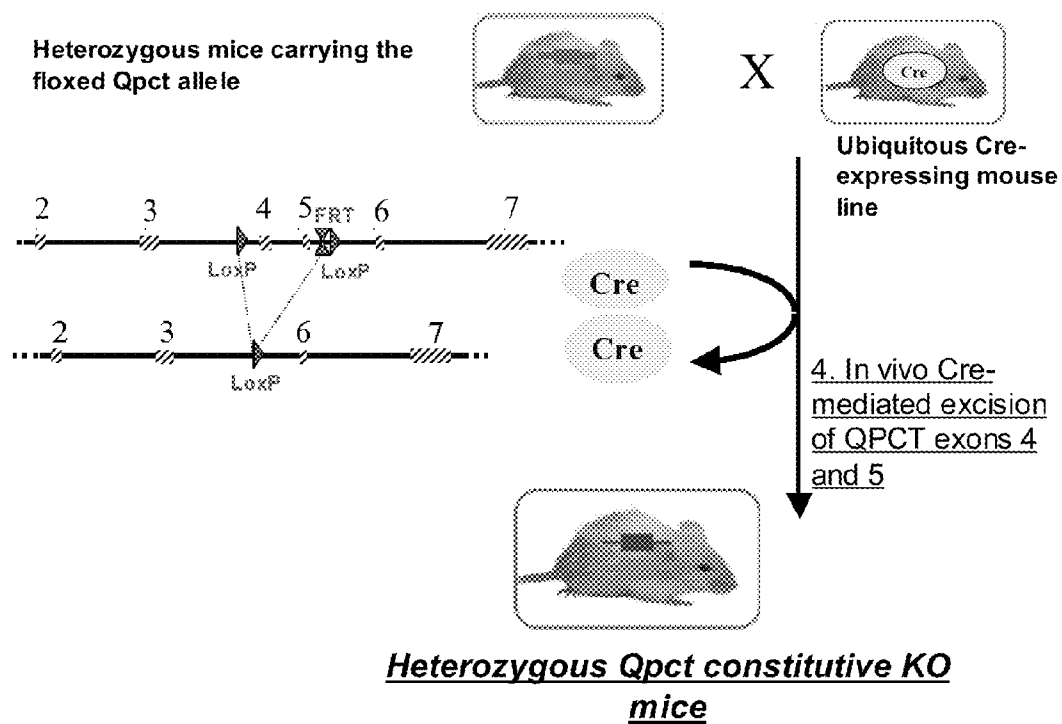 Heterozygous mice carrying the
floxed Qpct allele
X
Cre
Ubiquitous Cre-
expressing mouse
line
2 3 4 5 FRT 6 7
LoxP LoxP
Cre
2 3 6 7
Cre
LoxP
4. In vivo Cre-
mediated excision
of QPCT exons 4
and 5
Heterozygous Qpct constitutive KO
mice